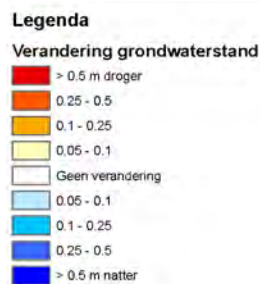 Legenda
Verandering grondwaterstand
> 0.5 m droger
0.25 - 0.5
0.1 - 0.25
0.05 - 0.1
Geen verandering
0.05 - 0.1
0.1 - 0.25
0.25 - 0.5
> 0.5 m natter